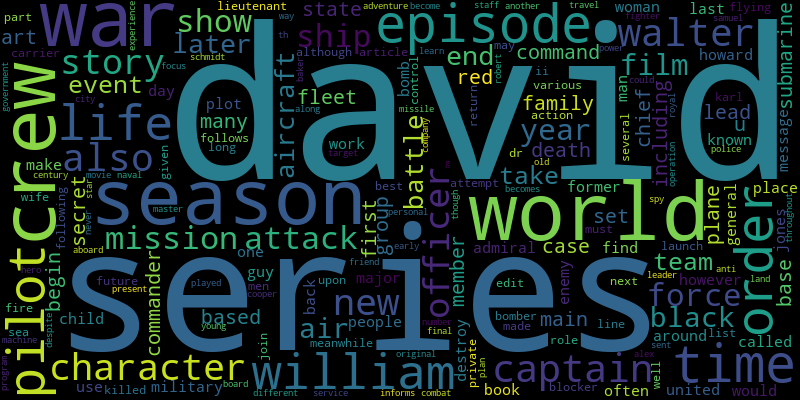 david
series
world
season
war
crew
pilot
william
captain
time
order
life
walter
episode
character
mission attack
ship
force
officer
story
also
film
new
black
show
year
event
later
art
state
end
command
red
fleet
aircraft
battle
family
death
take
chief
including
submarine
message
howard
lead
u
known
woman
last
flying
lieutenant
part
carrier
experience
way
th
although
article
bomb
control
day
plot
many
follows
long
work
given
make
century
wife
secret
movie
naval
star
never
following
begin
master
first
group
best
personal
early
though
becomes
spy
must
former
set
place
plane
general
jones
base
throughout
land
operation
royal
police
could
power
robert
samuel
fighter
staff
another
adventure
become
travel
may
learn
focus
schmidt
baker
city
government
target
along
missile
return
ii
various
action
dr
old
several
man
karl
company
admiral
case
find
launch
team
however
member
enemy
leader
anti
next
edit
bomber
made
main
line
role
around
list
called
well
sent
alex
private
plan
destroy
book
blocker
often
united
would
informs
combat
service
different
board
killed
military
use
program
machine
sea
fire
despite
hero
child
future
present
aboard
commander
one
guy
men
cooper
based
young
join
played
friend
upon
back
major
air
people
meanwhile
original
number
final
attempt